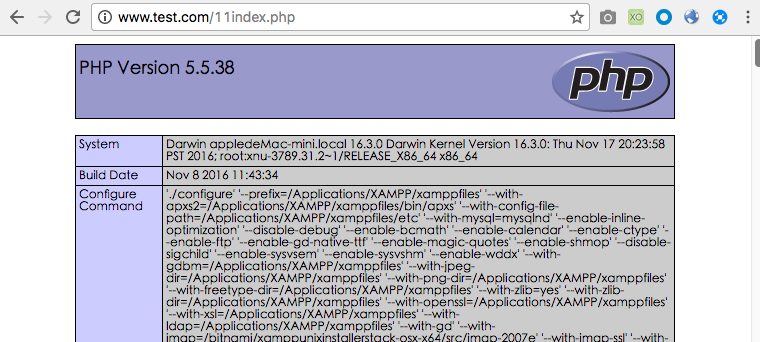 www.test.com/11index.php
XO
PHP Version 5.5.38
php
System
Darwin appledeMac-mini.local 16.3.0 Darwin Kernel Version 16.3.0: Thu Nov 17 20:23:58
PST 2016; root:xnu-3789.31.2~1/RELEASE_X86_64 x86_64
Build Date
Nov 8 2016 11:43:34
Configure
Command
'./configure' '--prefix=/Applications/XAMPP/xamppfiles' '--with-
apxs2=/Applications/XAMPP/xamppfiles/bin/apxs' '--with-config-file-
path=/Applications/XAMPP/xamppfiles/etc' '--with-mysql=mysqlnd' '--enable-inline-
optimization' '--disable-debug' '--enable-bcmath' '--enable-calendar' '--enable-ctype' '-
-enable-ftp' '--enable-gd-native-ttf' '--enable-magic-quotes' '--enable-shmop' '--disable-
sigchild' '--enable-sysvsem' '--enable-sysvshm' '--enable-wddx' '--with-
gdbm=/Applications/XAMPP/xamppfiles' '--with-jpeg-
dir=/Applications/XAMPP/xamppfiles' '--with-png-dir=/Applications/XAMPP/xamppfiles'
'--with-freetype-dir=/Applications/XAMPP/xamppfiles' '--with-zlib=yes' '--with-zlib-
dir=/Applications/XAMPP/xamppfiles' '--with-openssl=/Applications/XAMPP/xamppfiles'
'--with-xsl=/Applications/XAMPP/xamppfiles' '--with-
ldap=/Applications/XAMPP/xamppfiles' '--with-gd' '--with-
imap=/bitnami/xamppunixinstallerstack-osx-x64/src/imap-2007e' '--with-imap-ssl' '--with-